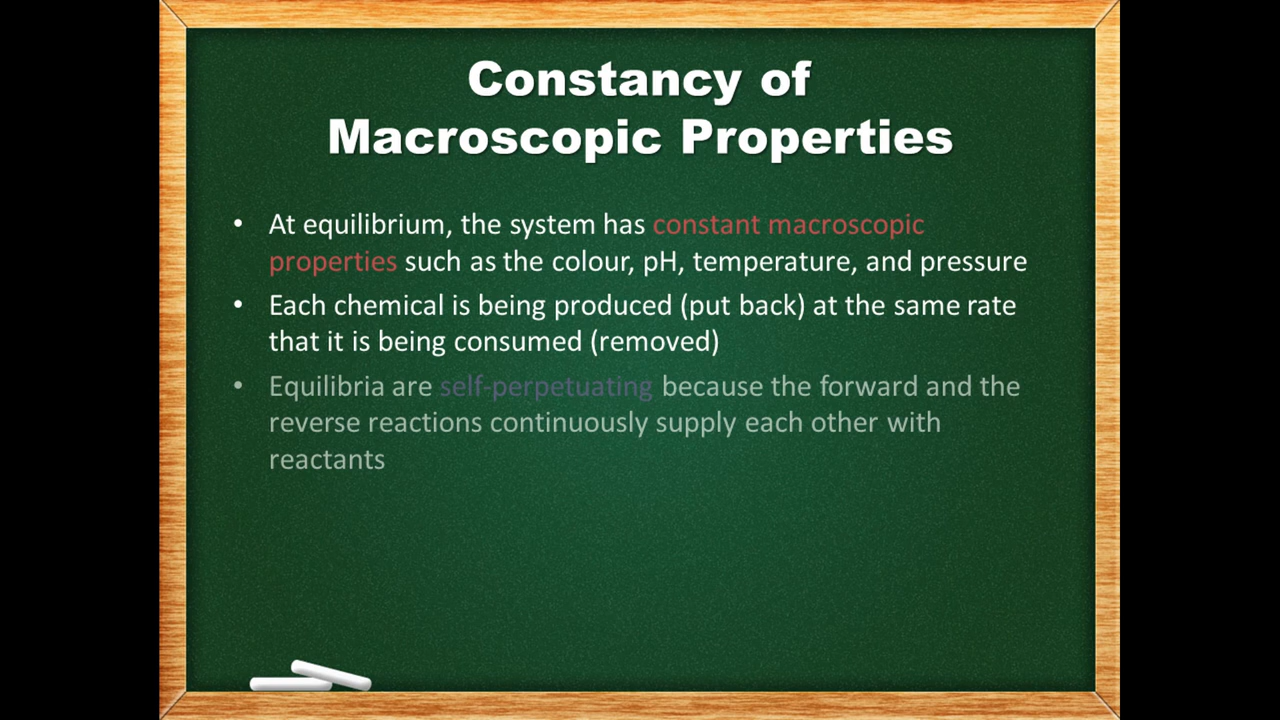 Constancy of
Macroscopic Properties
• At equilibrium, the system has constant macroscopic
properties such as the colour, pH, temperature, and pressure
• Each chemical is being produced (put back) at the same rate
that it is being consumed (removed)
• Equilibria are self-perpetuating because the forward and the
reverse reactions continuously supply each other with
reactants